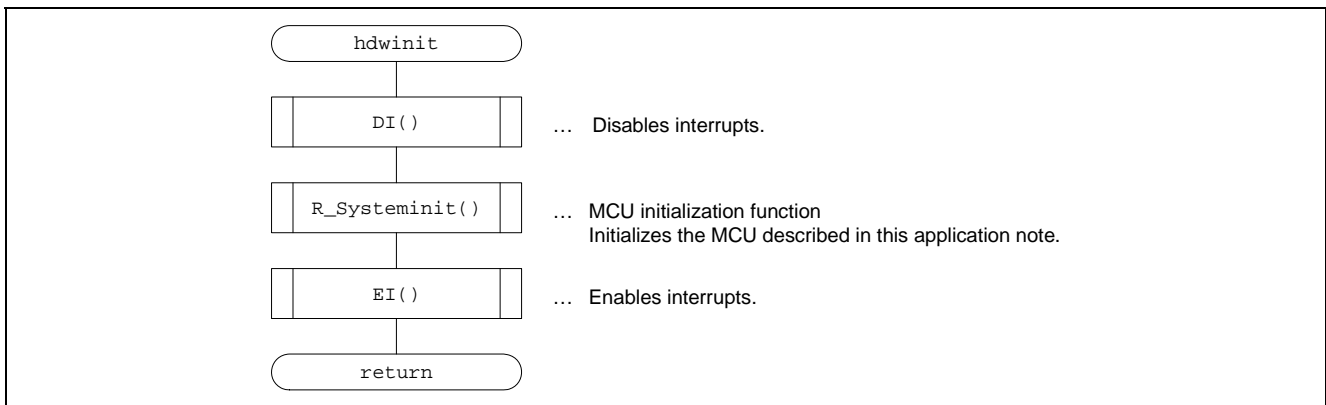 hdwinit
DI() … Disables interrupts.
R_Systeminit() … MCU initialization function
Initializes the MCU described in this application note.
EI() … Enables interrupts.
return